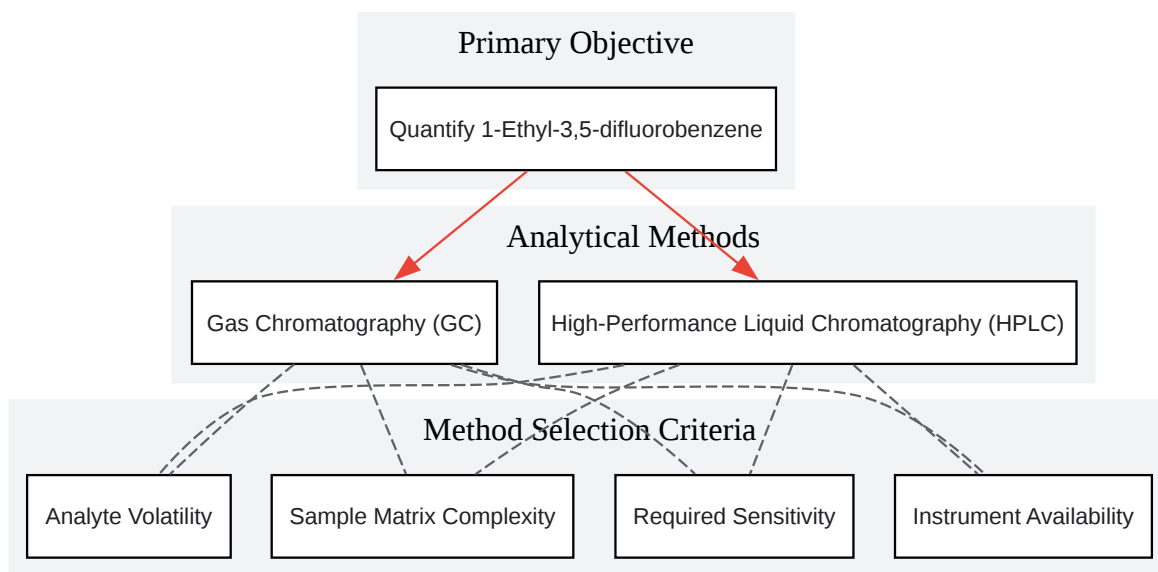 Primary Objective
Quantify 1-Ethyl-3,5-difluorobenzene
Analytical Methods
Gas Chromatography (GC)
High-Performance Liquid Chromatography (HPLC)
Method Selection Criteria
Analyte Volatility
Sample Matrix Complexity
Required Sensitivity
Instrument Availability